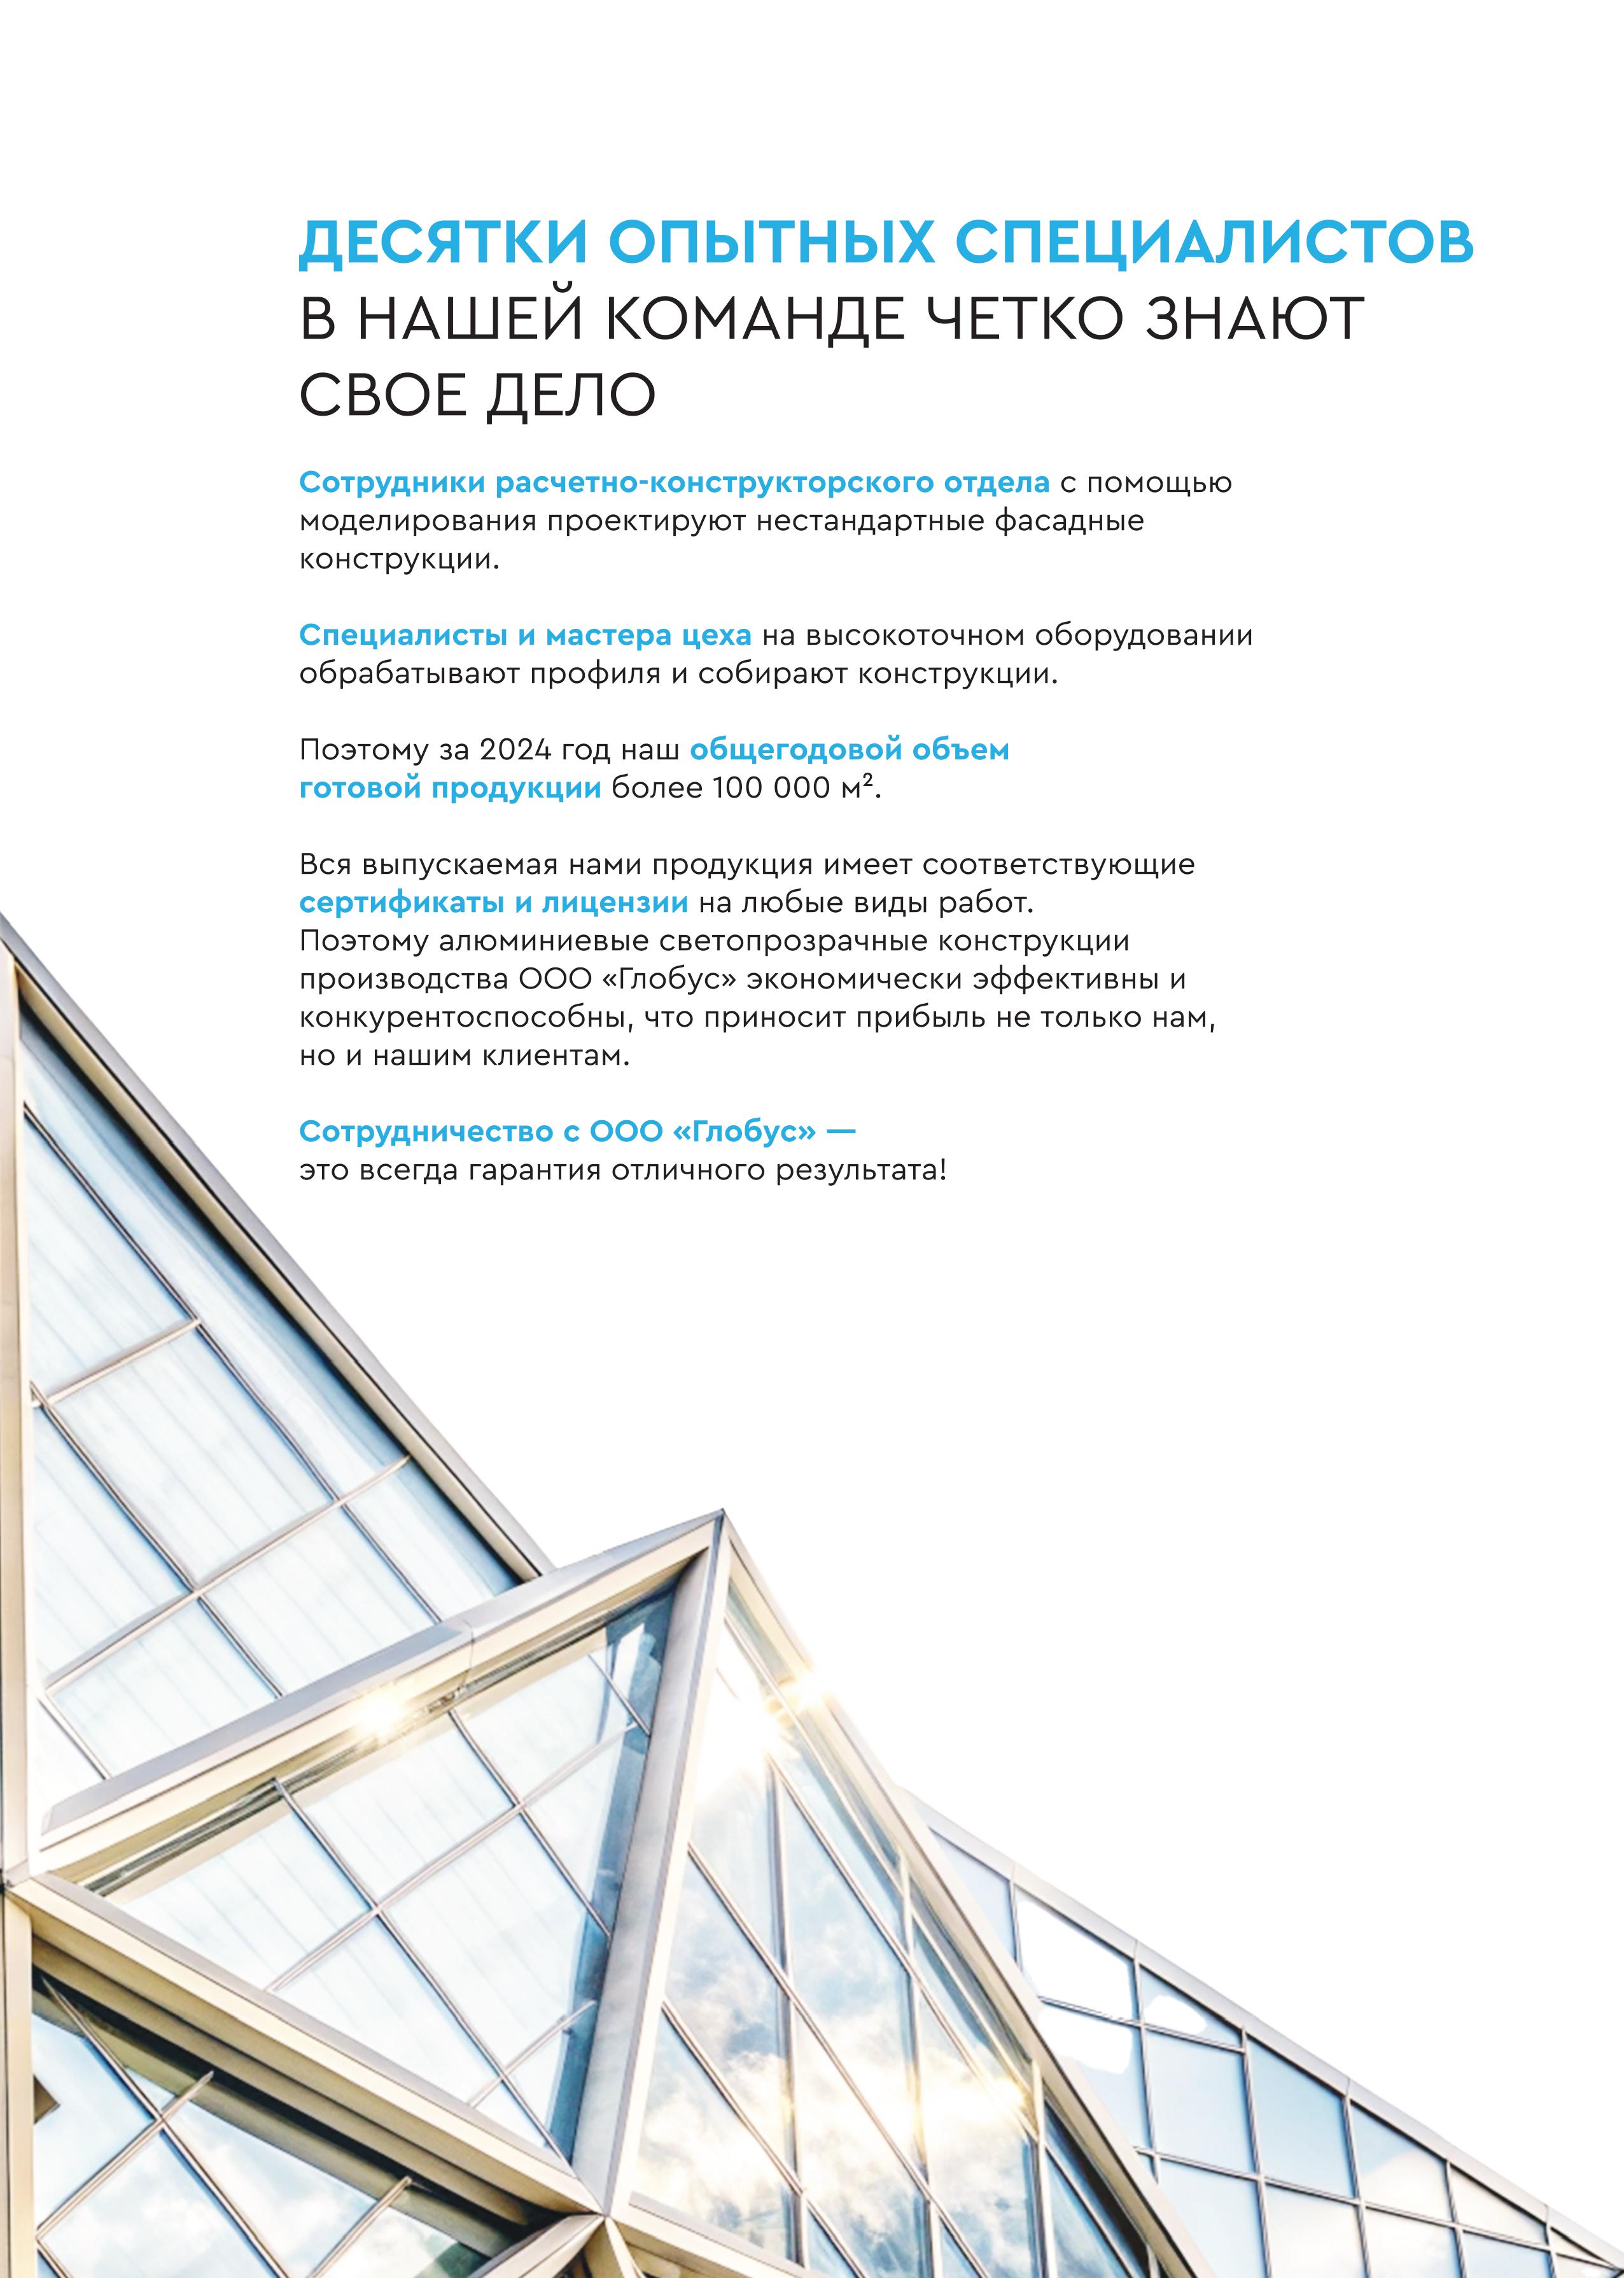 ДЕСЯТКИ ОПЫТНЫХ СПЕЦИАЛИСТОВ
В НАШЕЙ КОМАНДЕ ЧЕТКО ЗНАЮТ
СВОЕ ДЕЛО
Сотрудники расчетно-конструкторского отдела с помощью
моделирования проектируют нестандартные фасадные
конструкции.
Специалисты и мастера цеха на высокоточном оборудовании
обрабатывают профиля и собирают конструкции.
Поэтому за 2024 год наш общегодовой объем
готовой продукции более 100 000 м².
Вся выпускаемая нами продукция имеет соответствующие
сертификаты и лицензии на любые виды работ.
Поэтому алюминиевые светопрозрачные конструкции
производства ООО «Глобус» экономически эффективны и
конкурентоспособны, что приносит прибыль не только нам,
но и нашим клиентам.
Сотрудничество с ООО «Глобус» —
это всегда гарантия отличного результата!